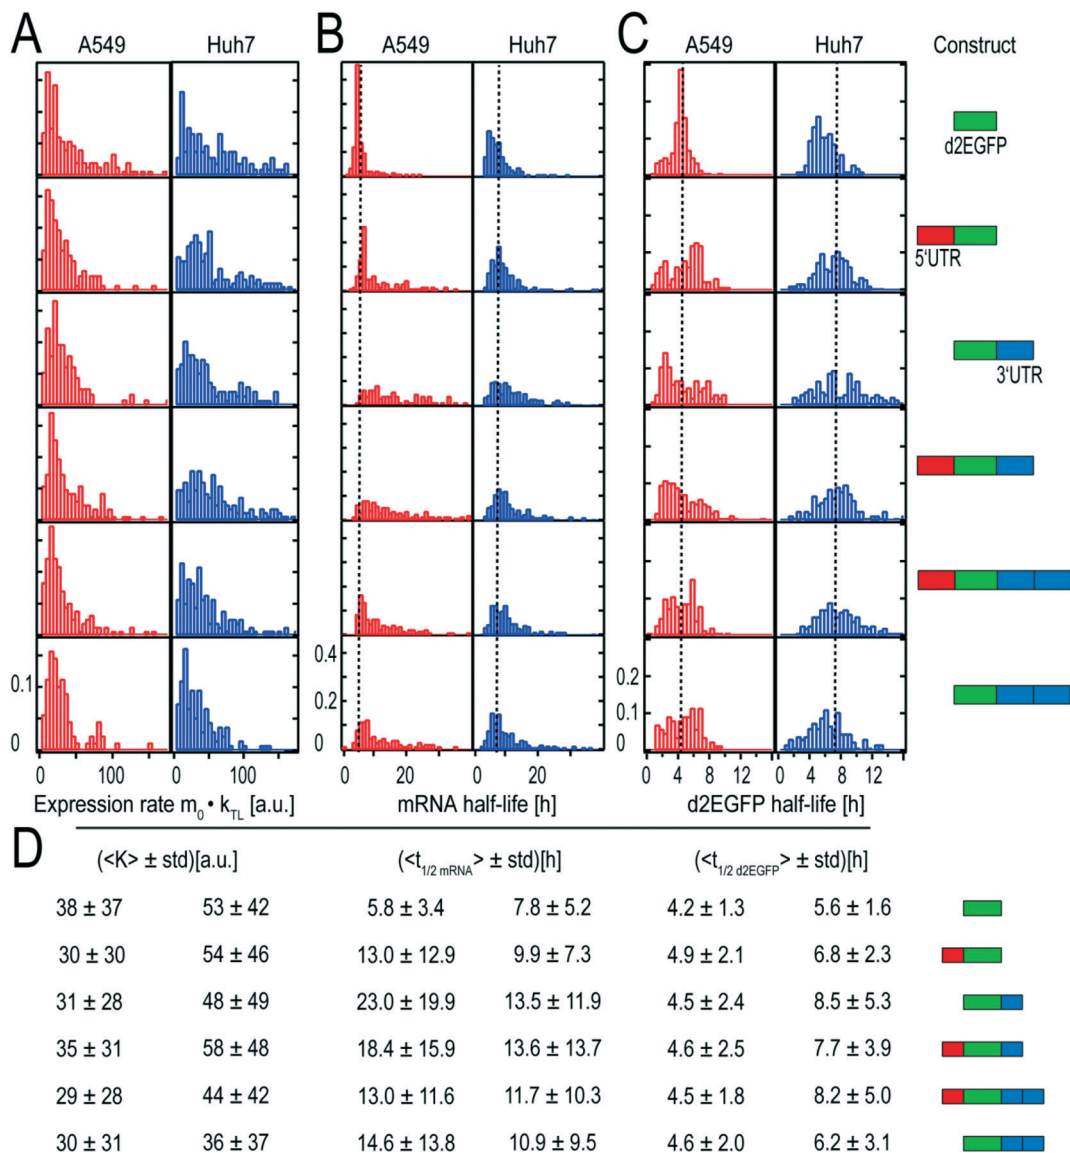 A B C
A549 Huh7 A549 Huh7 A549 Huh7 Construct
d2EGFP
5'UTR
3'UTR
0.1 0.4 0.2
0.2 0.1
0 0 0
0 100 0 100 0 20 0 20 0 4 8 12 0 4 8 12
Expression rate m₀ • k_TL [a.u.] mRNA half-life [h] d2EGFP half-life [h]
D
(<K> ± std)[a.u.] (<t₁/₂ mRNA> ± std)[h] (<t₁/₂ d2EGFP> ± std)[h]
38 ± 37 53 ± 42 5.8 ± 3.4 7.8 ± 5.2 4.2 ± 1.3 5.6 ± 1.6
30 ± 30 54 ± 46 13.0 ± 12.9 9.9 ± 7.3 4.9 ± 2.1 6.8 ± 2.3
31 ± 28 48 ± 49 23.0 ± 19.9 13.5 ± 11.9 4.5 ± 2.4 8.5 ± 5.3
35 ± 31 58 ± 48 18.4 ± 15.9 13.6 ± 13.7 4.6 ± 2.5 7.7 ± 3.9
29 ± 28 44 ± 42 13.0 ± 11.6 11.7 ± 10.3 4.5 ± 1.8 8.2 ± 5.0
30 ± 31 36 ± 37 14.6 ± 13.8 10.9 ± 9.5 4.6 ± 2.0 6.2 ± 3.1